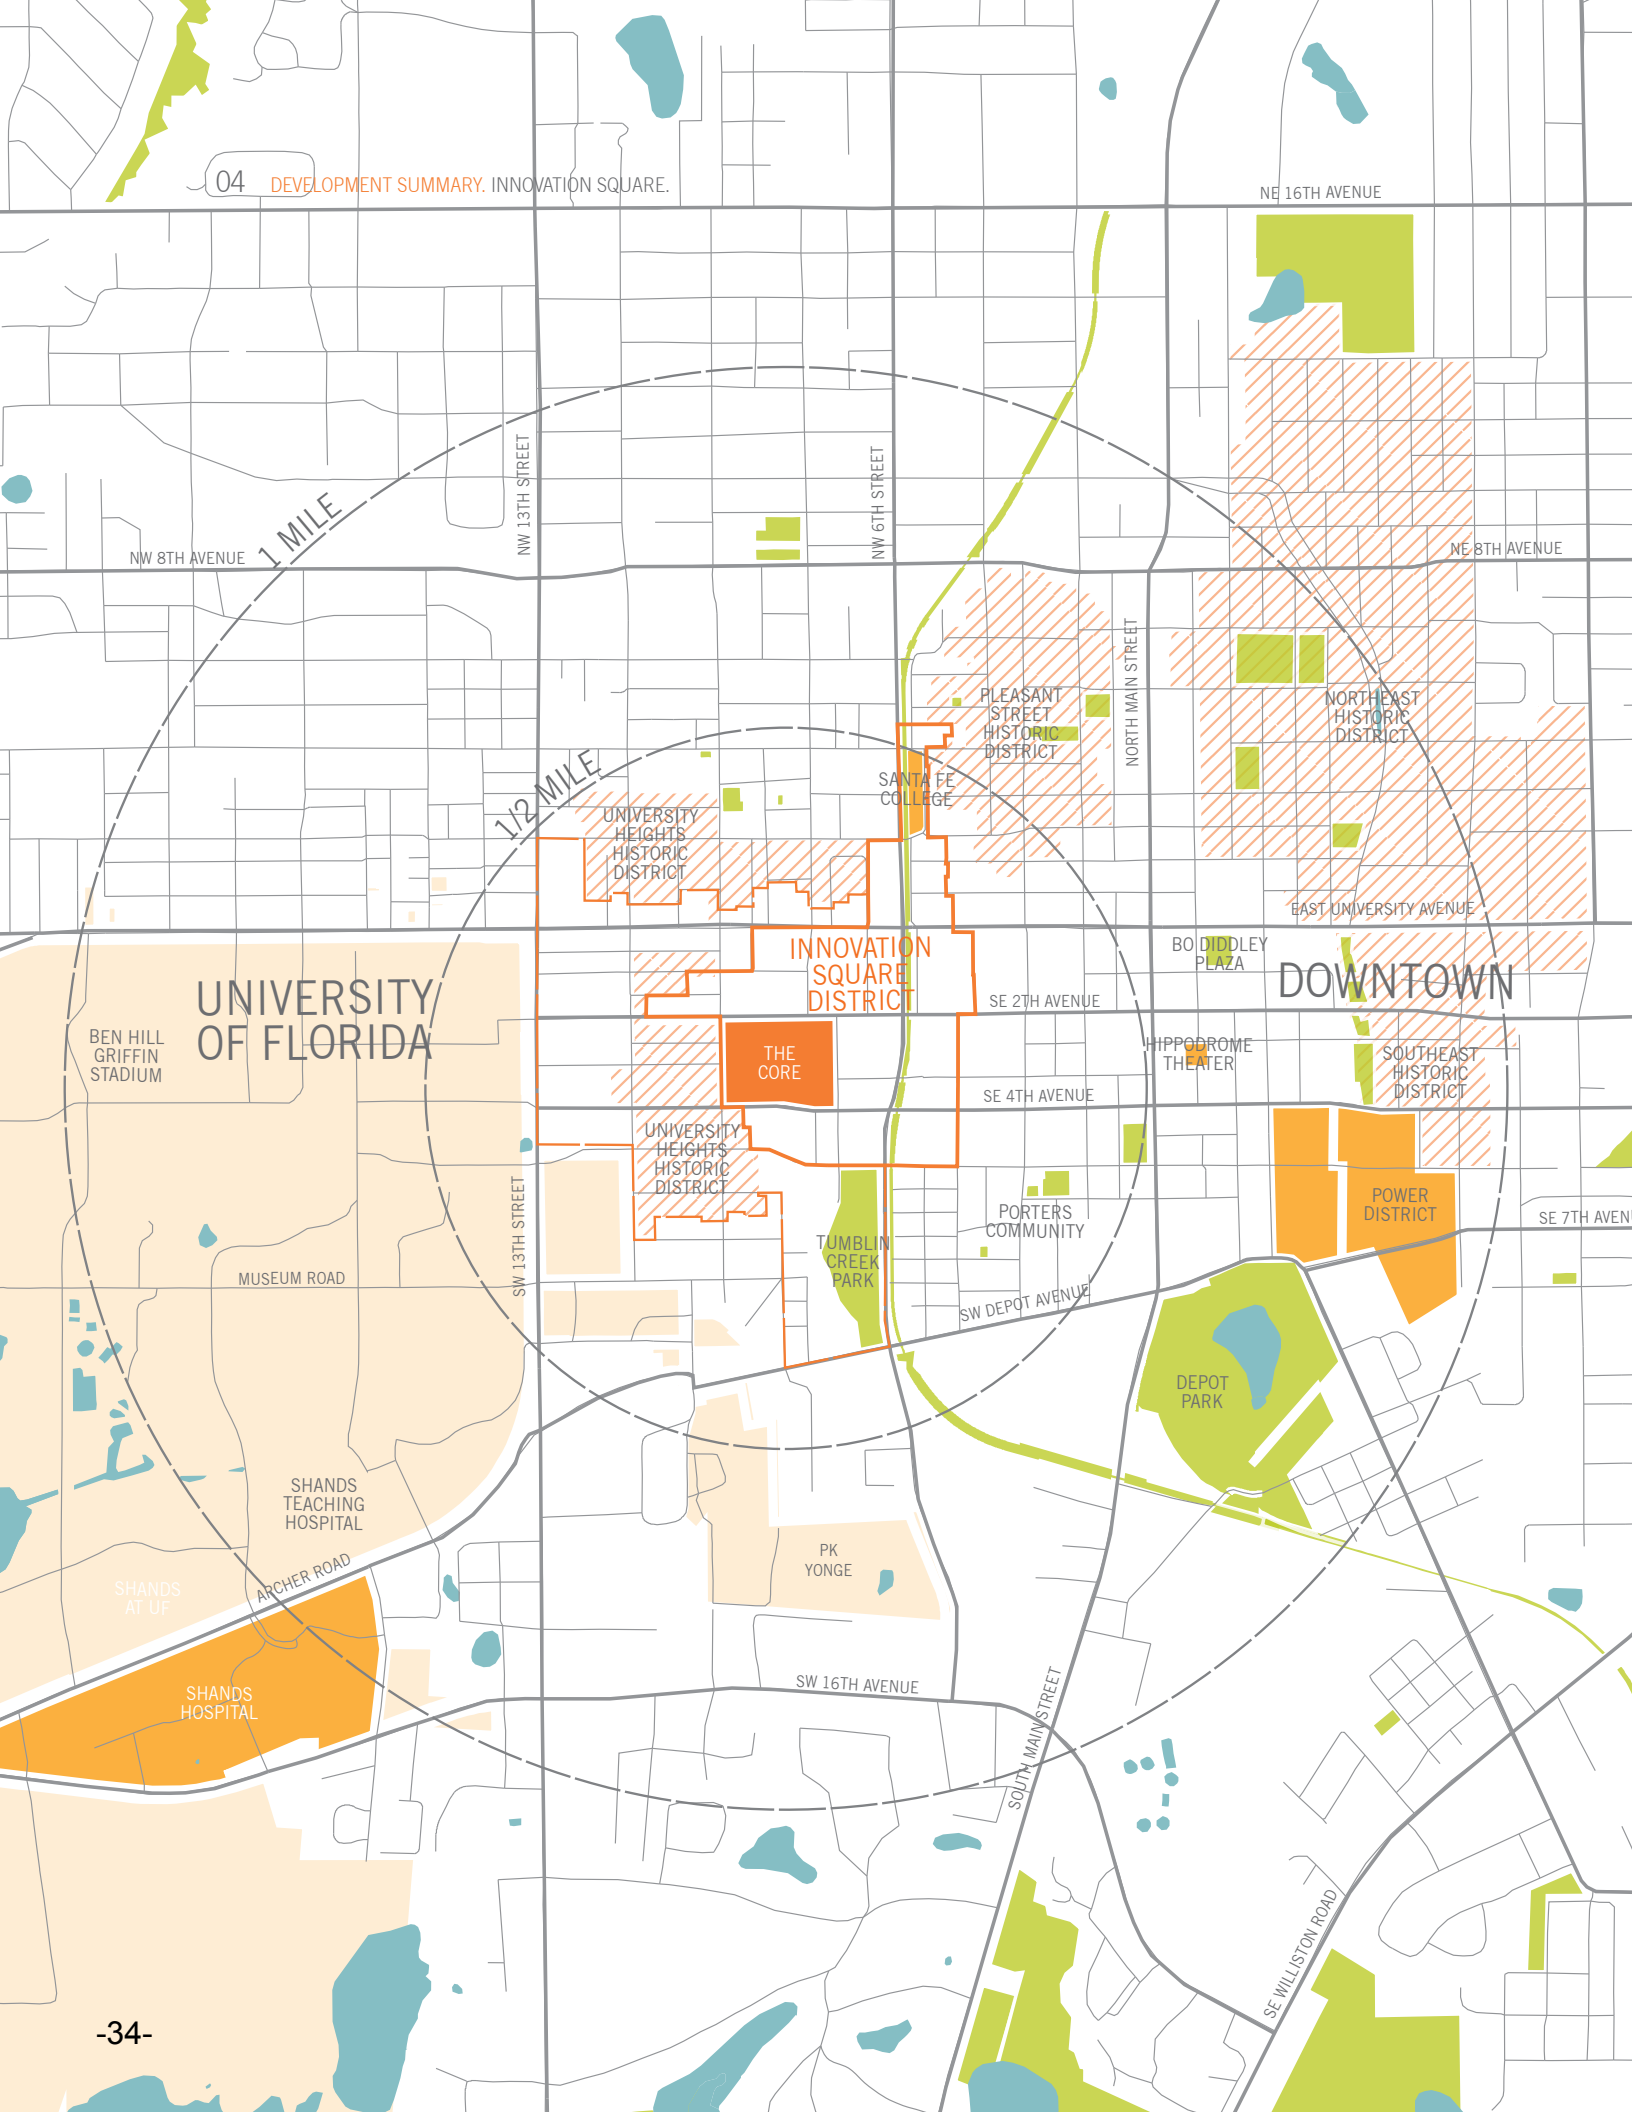 04 DEVELOPMENT SUMMARY. INNOVATION SQUARE.
NE 16TH AVENUE
NW 13TH STREET
NW 6TH STREET
1 MILE
NW 8TH AVENUE
NE 8TH AVENUE
NORTH MAIN STREET
PLEASANT
STREET
HISTORIC
DISTRICT
NORTHEAST
HISTORIC
DISTRICT
1/2 MILE
SANTA FE
COLLEGE
UNIVERSITY
HEIGHTS
HISTORIC
DISTRICT
EAST UNIVERSITY AVENUE
INNOVATION
SQUARE
DISTRICT
BO DIDDLEY
PLAZA
DOWNTOWN
UNIVERSITY
OF FLORIDA
SE 2TH AVENUE
BEN HILL
GRIFFIN
STADIUM
THE
CORE
HIPPODROME
THEATER
SOUTHEAST
HISTORIC
DISTRICT
SE 4TH AVENUE
UNIVERSITY
HEIGHTS
HISTORIC
DISTRICT
SW 13TH STREET
POWER
DISTRICT
PORTERS
COMMUNITY
SE 7TH AVEN
TUMBLIN
CREEK
PARK
MUSEUM ROAD
SW DEPOT AVENUE
DEPOT
PARK
SHANDS
TEACHING
HOSPITAL
PK
YONGE
ARCHER ROAD
SHANDS
AT UF
SHANDS
HOSPITAL
SW 16TH AVENUE
SOUTH MAIN STREET
SE WILLISTON ROAD
-34-